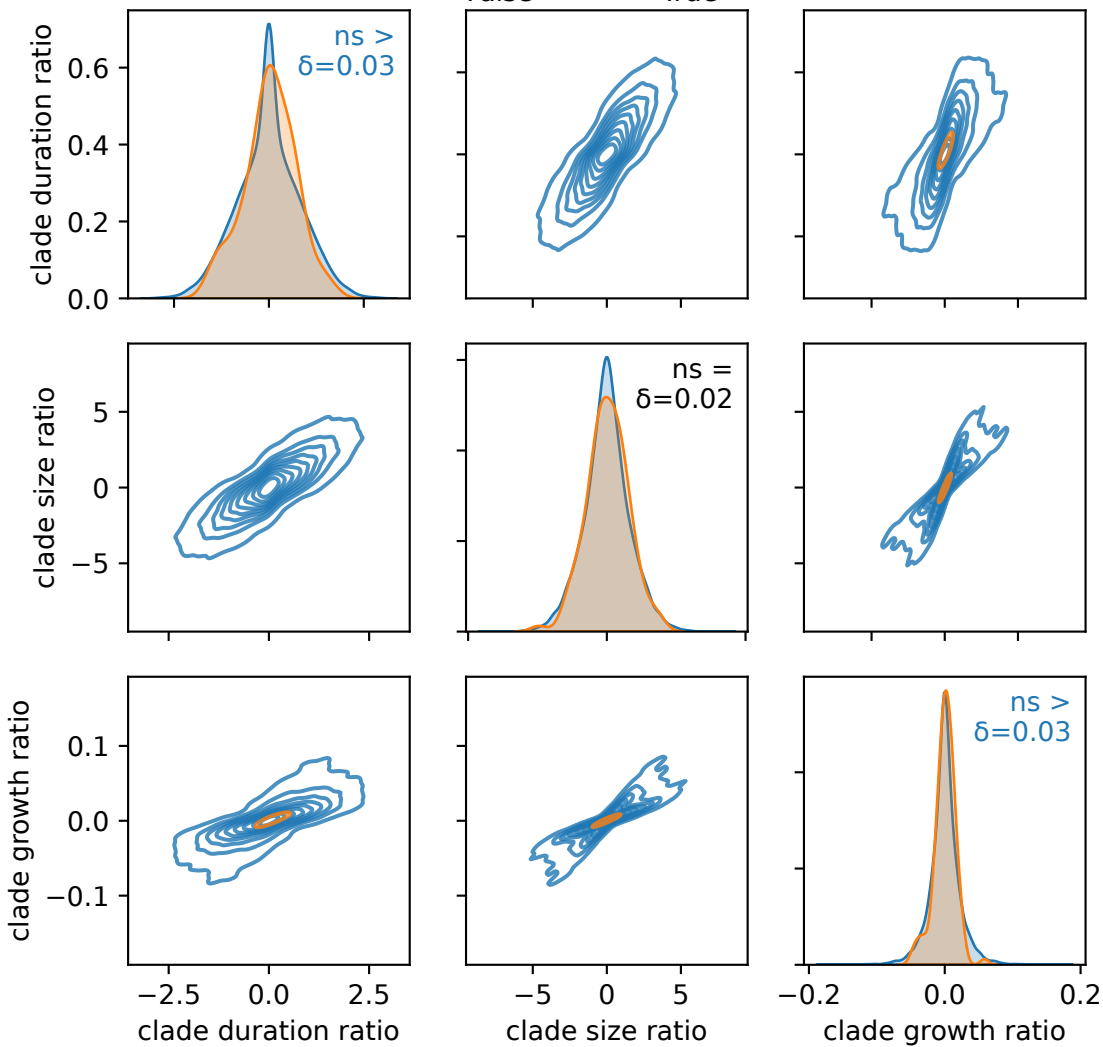 clade duration ratio
0.6
0.4
0.2
0.0
ns >
δ=0.03
clade size ratio
5
0
−5
ns =
δ=0.02
clade growth ratio
0.1
0.0
−0.1
ns >
δ=0.03
−2.5 0.0 2.5
−5 0 5
−0.2 0.0 0.2
clade duration ratio
clade size ratio
clade growth ratio